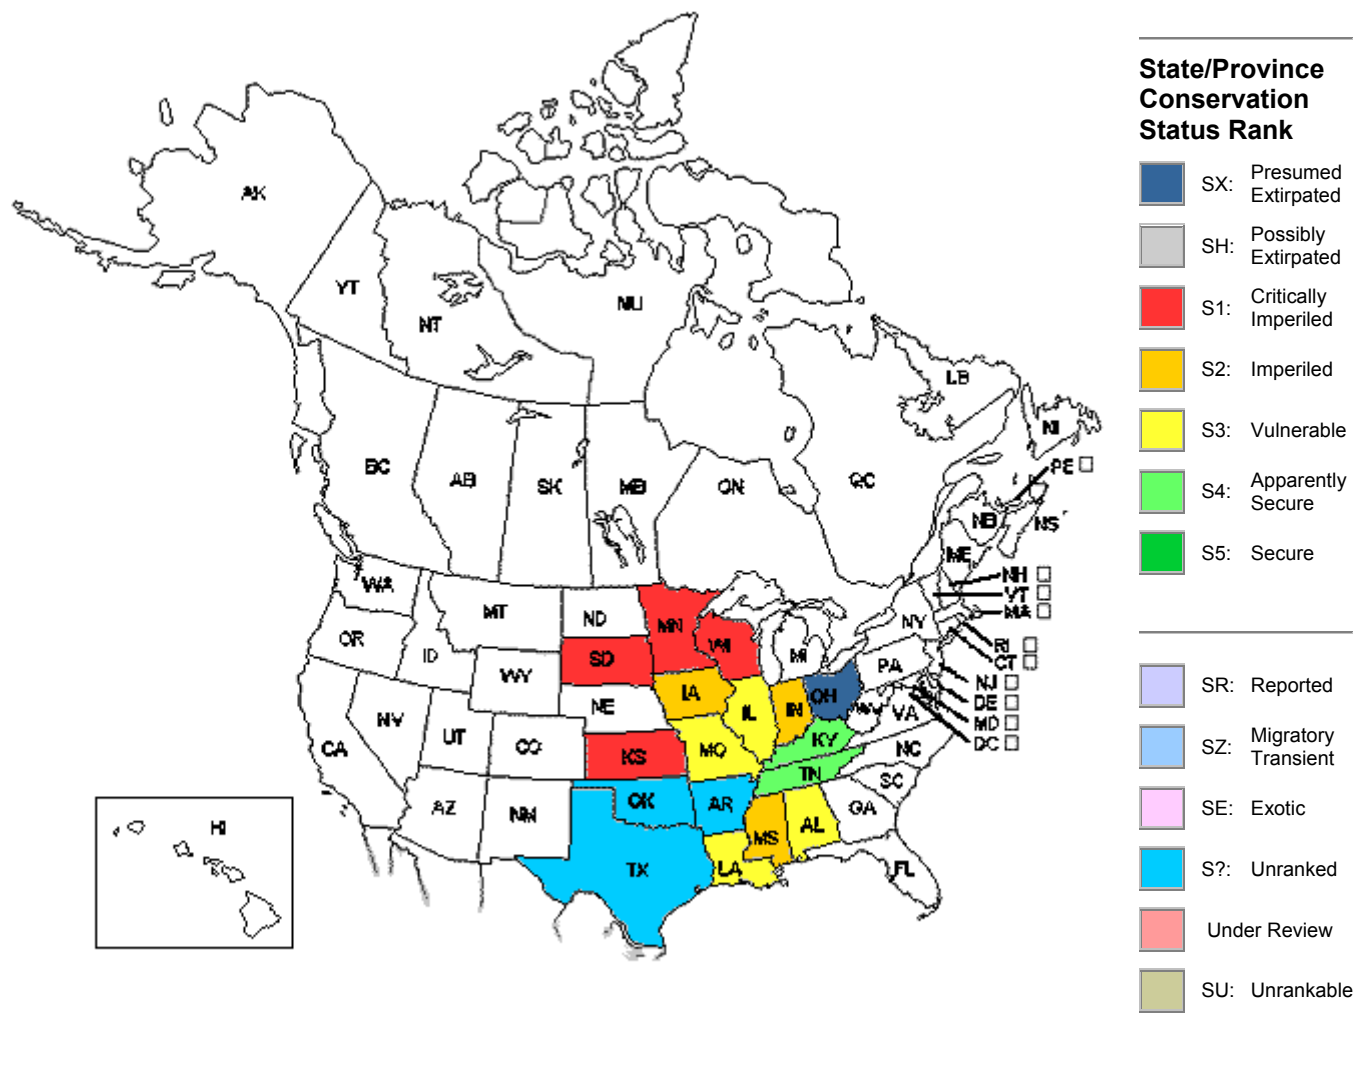 State/Province
Conservation
Status Rank
SX: Presumed
Extirpated
SH: Possibly
Extirpated
S1: Critically
Imperiled
S2: Imperiled
S3: Vulnerable
S4: Apparently
Secure
S5: Secure
SR: Reported
SZ: Migratory
Transient
SE: Exotic
S?: Unranked
Under Review
SU: Unrankable
AK
YT
NT
NU
LB
BC
AB
SK
MB
ON
QC
NF
PE
NB
NS
ME
NH
VT
MA
RI
CT
NJ
DE
MD
DC
WA
MT
ND
MN
OR
ID
WY
SD
WI
MI
NY
PA
NE
IA
IL
IN
OH
WV
VA
CA
NV
UT
CO
KS
MO
KY
NC
TN
SC
AZ
NM
OK
AR
GA
MS
AL
TX
LA
FL
HI